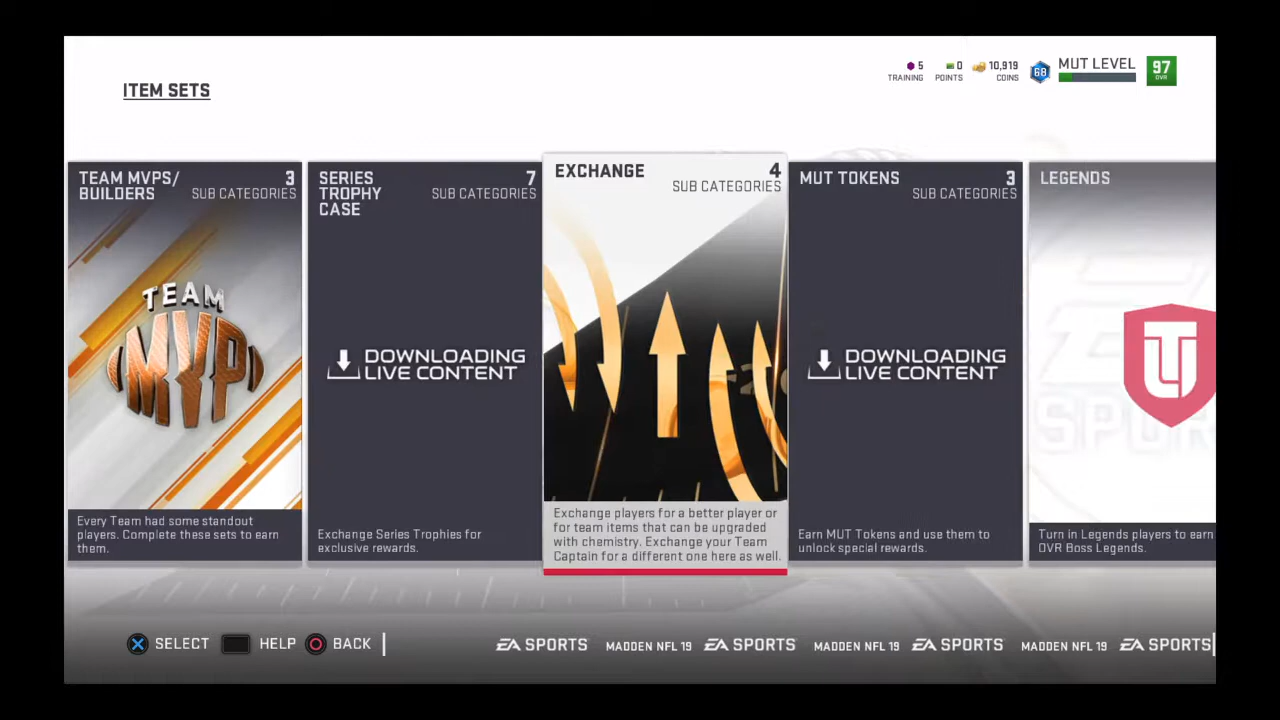 5
TRAINING
0
POINTS
10,919
COINS
68
MUT LEVEL
97
OVR
ITEM SETS
TEAM MVPS/
BUILDERS
3
SUB CATEGORIES
TEAM
MVP
Every Team had some standout
players. Complete these sets to earn
them.
SERIES
TROPHY
CASE
7
SUB CATEGORIES
DOWNLOADING
LIVE CONTENT
Exchange Series Trophies for
exclusive rewards.
EXCHANGE
4
SUB CATEGORIES
Exchange players for a better player or
for team items that can be upgraded
with chemistry. Exchange your Team
Captain for a different one here as well.
MUT TOKENS
3
SUB CATEGORIES
DOWNLOADING
LIVE CONTENT
Earn MUT Tokens and use them to
unlock special rewards.
LEGENDS
UT
Turn in Legends players to earn
OVR Boss Legends.
SELECT HELP BACK
EA SPORTS MADDEN NFL 19 EA SPORTS MADDEN NFL 19 EA SPORTS MADDEN NFL 19 EA SPORTS